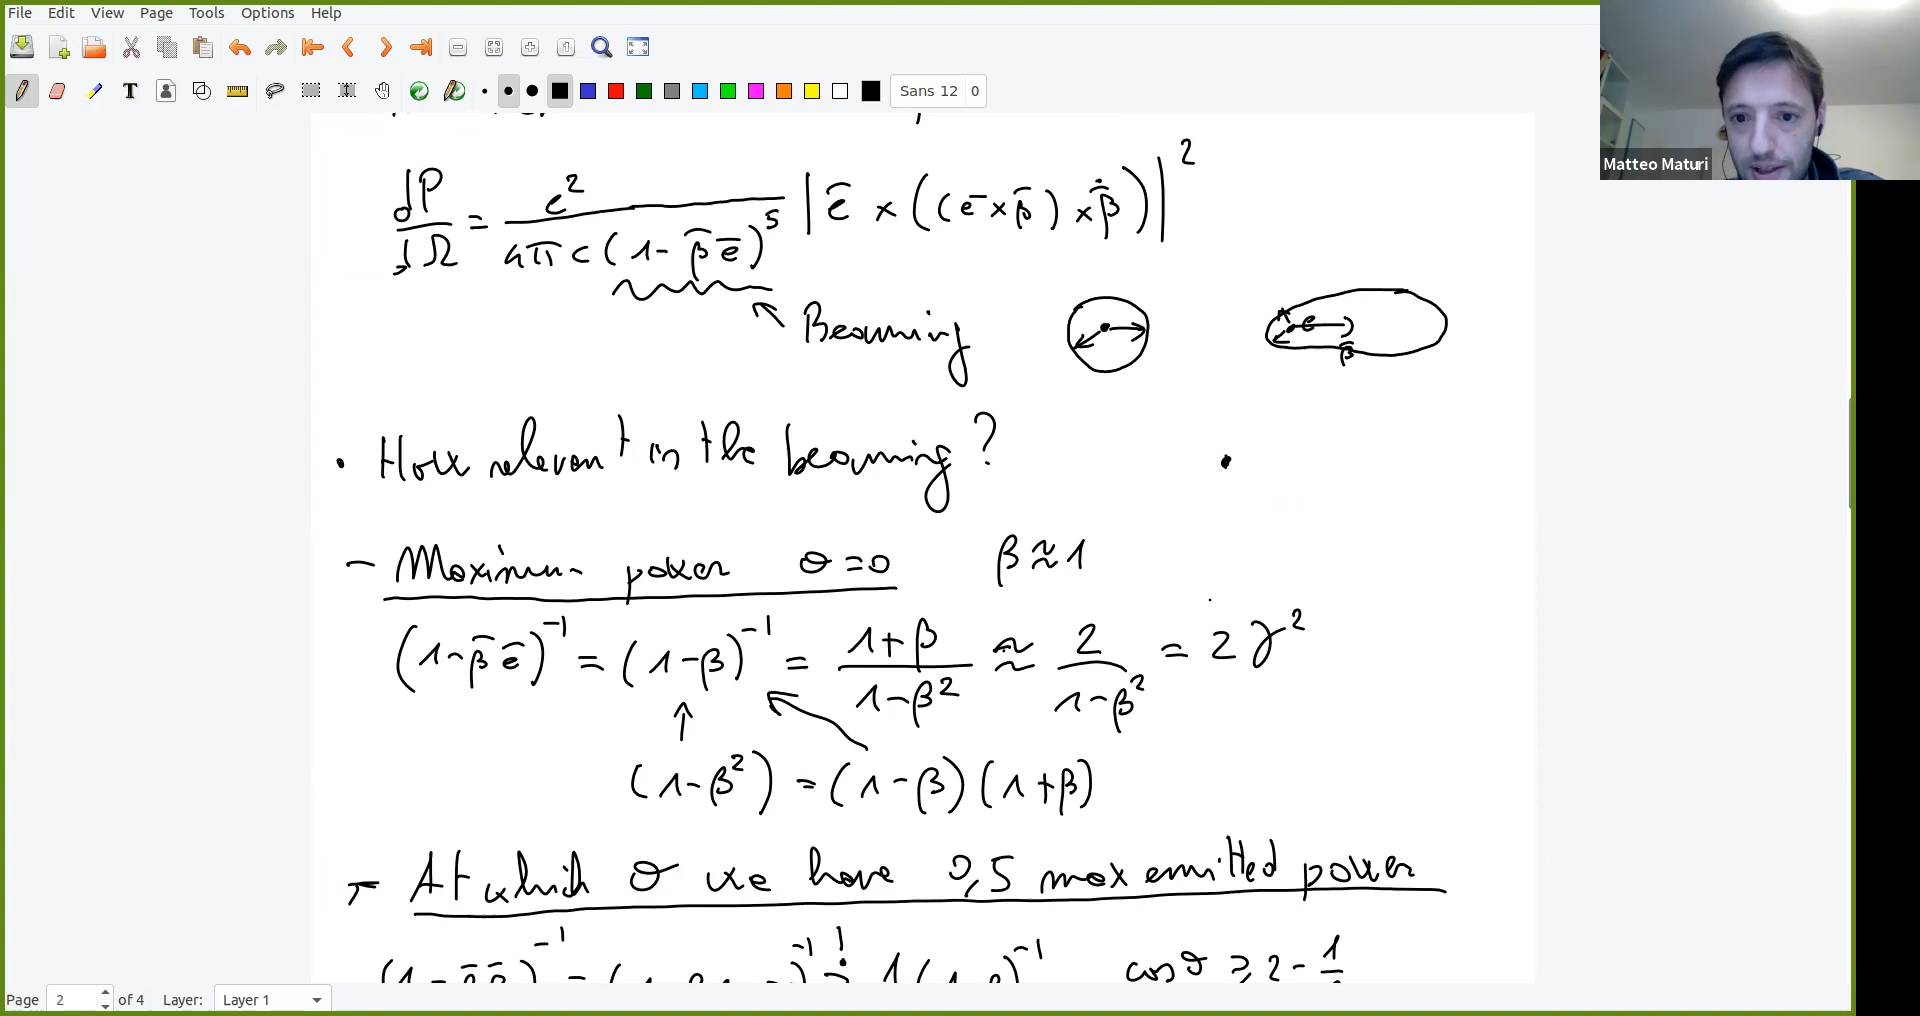 File Edit View Page Tools Options Help
Sans 12 0
Matteo Maturi
dP/dΩ = e²/(4πc(1 - β̄ ē)⁵) |ē × ((ē × β̄) × β̄̇)|²
Beaming
e
β̄
• How relevant is the beaming?
- Maximum power θ = 0 β ≈ 1
(1 - β̄ ē)⁻¹ = (1 - β)⁻¹ = (1 + β)/(1 - β²) ≈ 2/(1 - β²) = 2γ²
(1 - β²) = (1 - β)(1 + β)
- At which θ we have 0,5 max emitted power
cosθ ≥ 2 - 1
Page 2 of 4 Layer: Layer 1